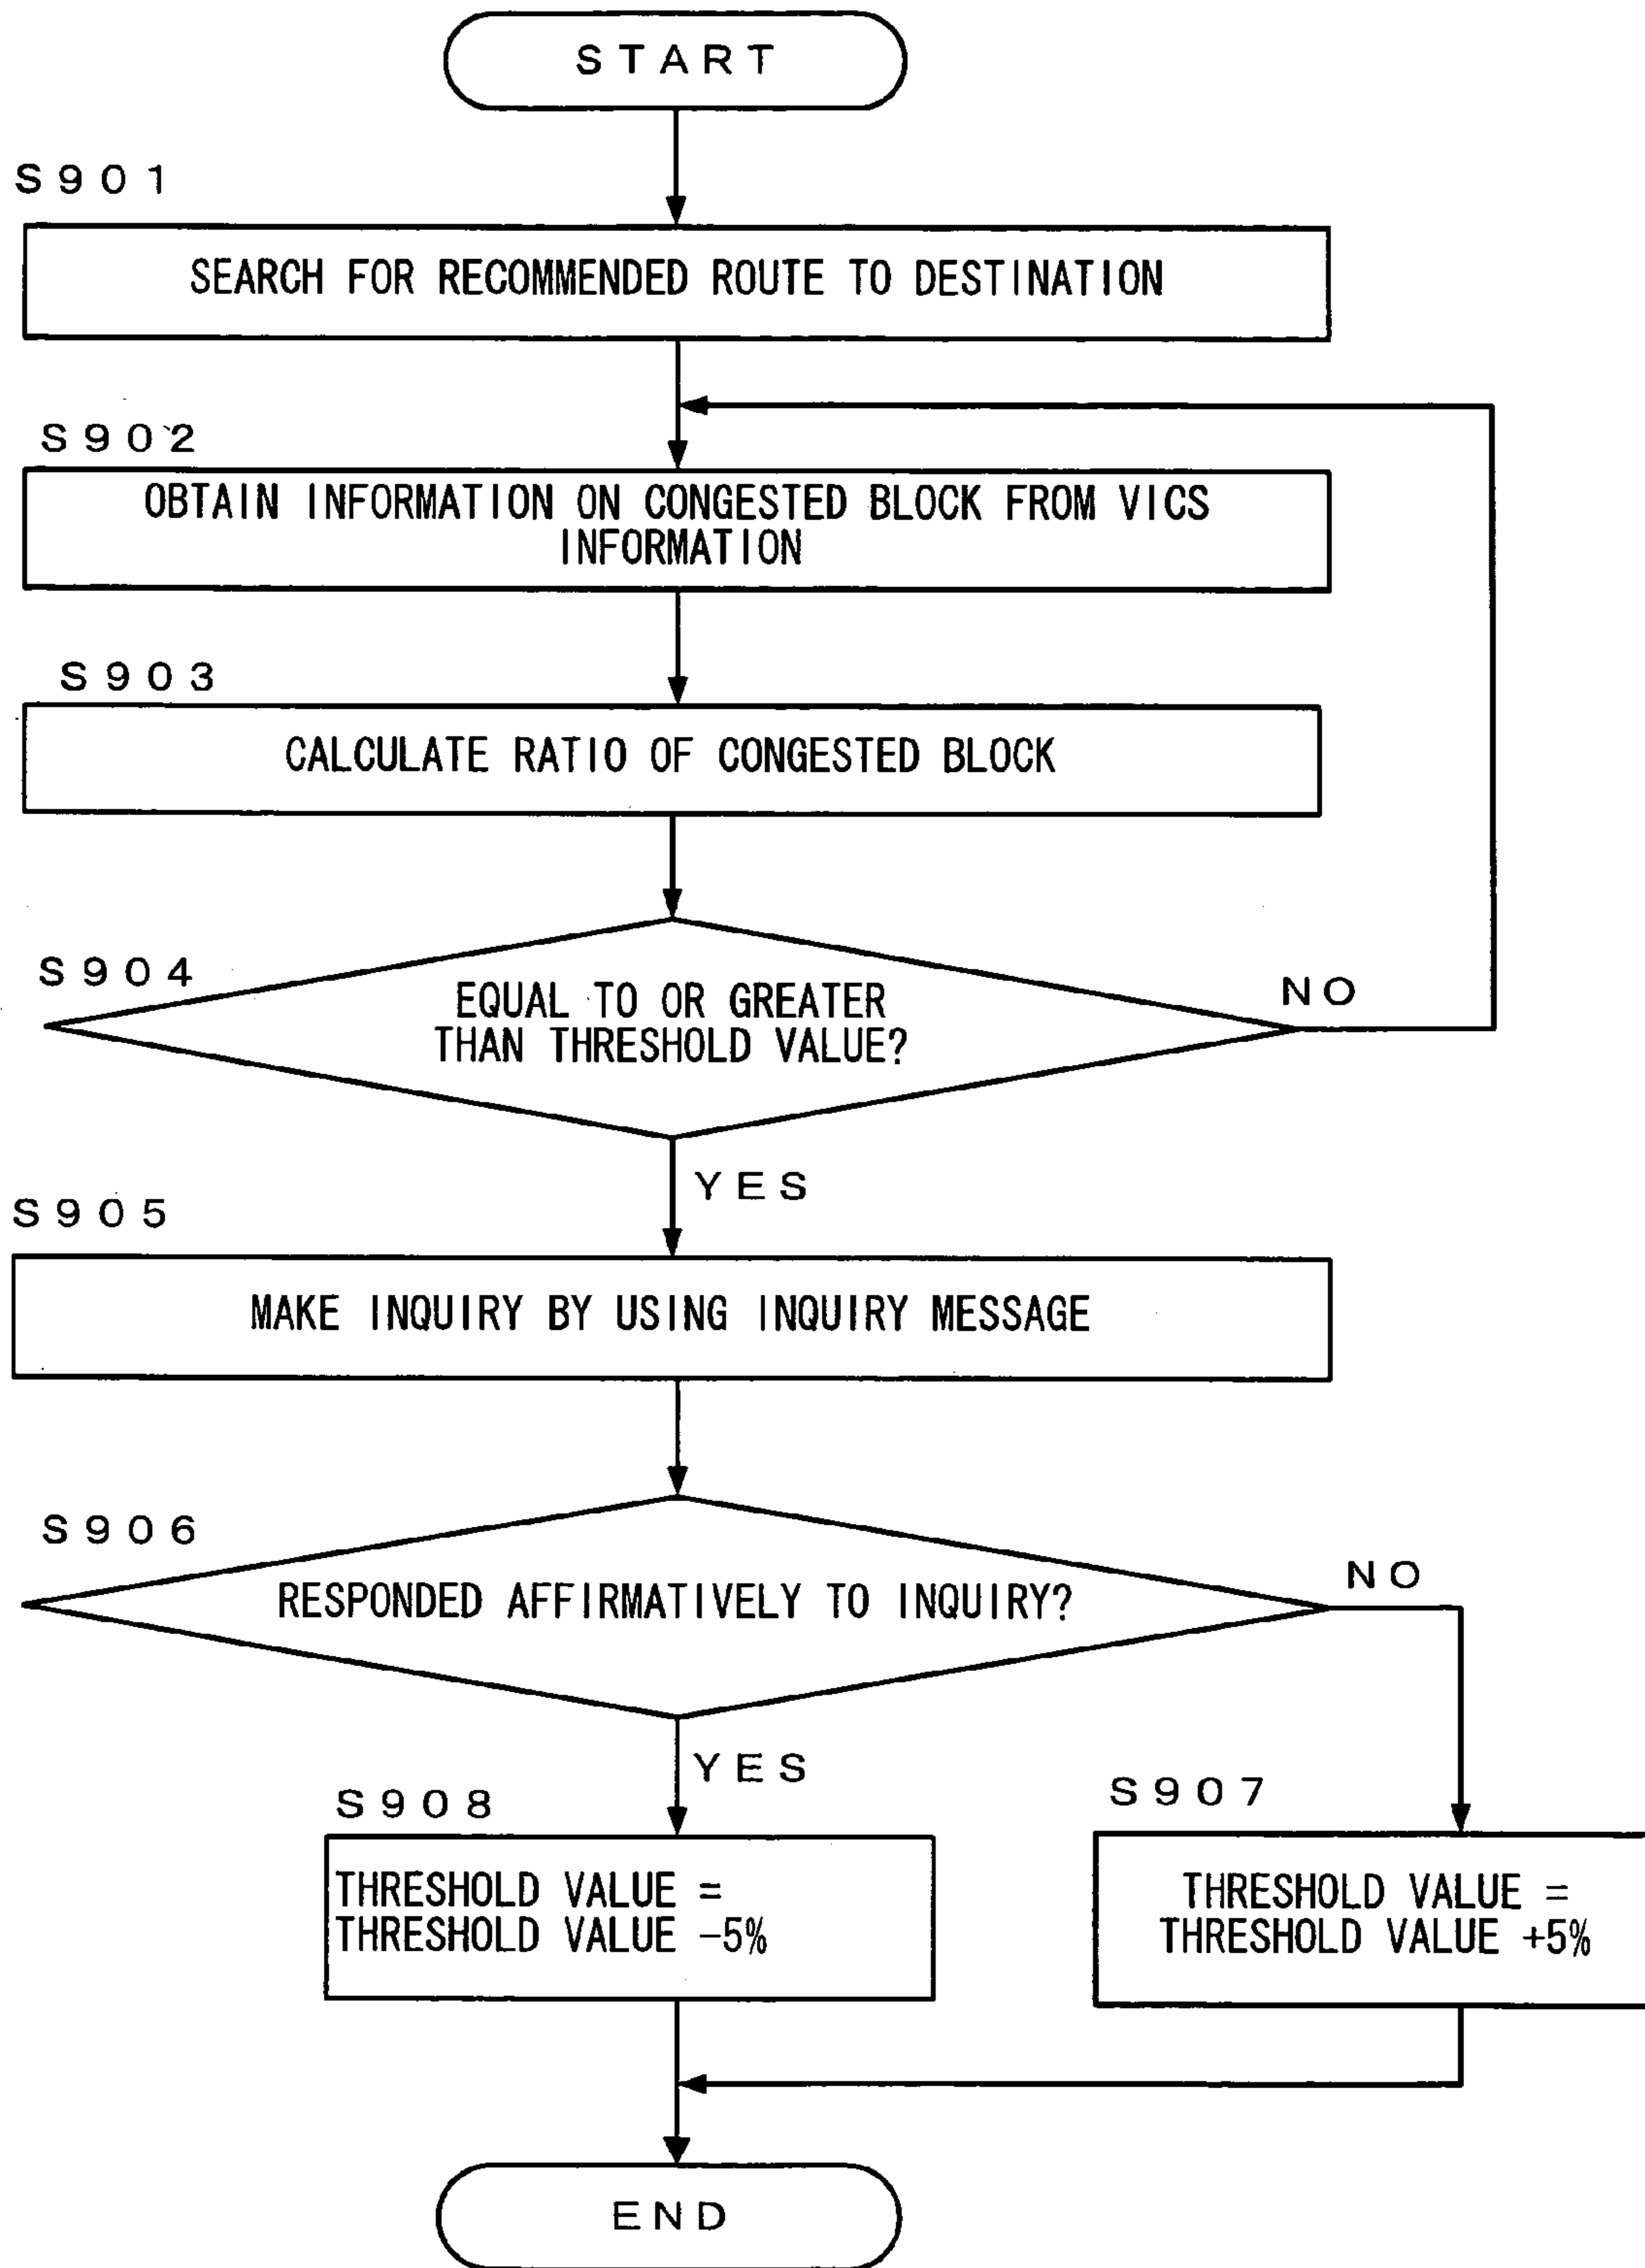 START
S901
SEARCH FOR RECOMMENDED ROUTE TO DESTINATION
S902
OBTAIN INFORMATION ON CONGESTED BLOCK FROM VICS
INFORMATION
S903
CALCULATE RATIO OF CONGESTED BLOCK
S904
EQUAL TO OR GREATER
THAN THRESHOLD VALUE?
NO
YES
S905
MAKE INQUIRY BY USING INQUIRY MESSAGE
S906
RESPONDED AFFIRMATIVELY TO INQUIRY?
NO
YES
S908
THRESHOLD VALUE =
THRESHOLD VALUE -5%
S907
THRESHOLD VALUE =
THRESHOLD VALUE +5%
END